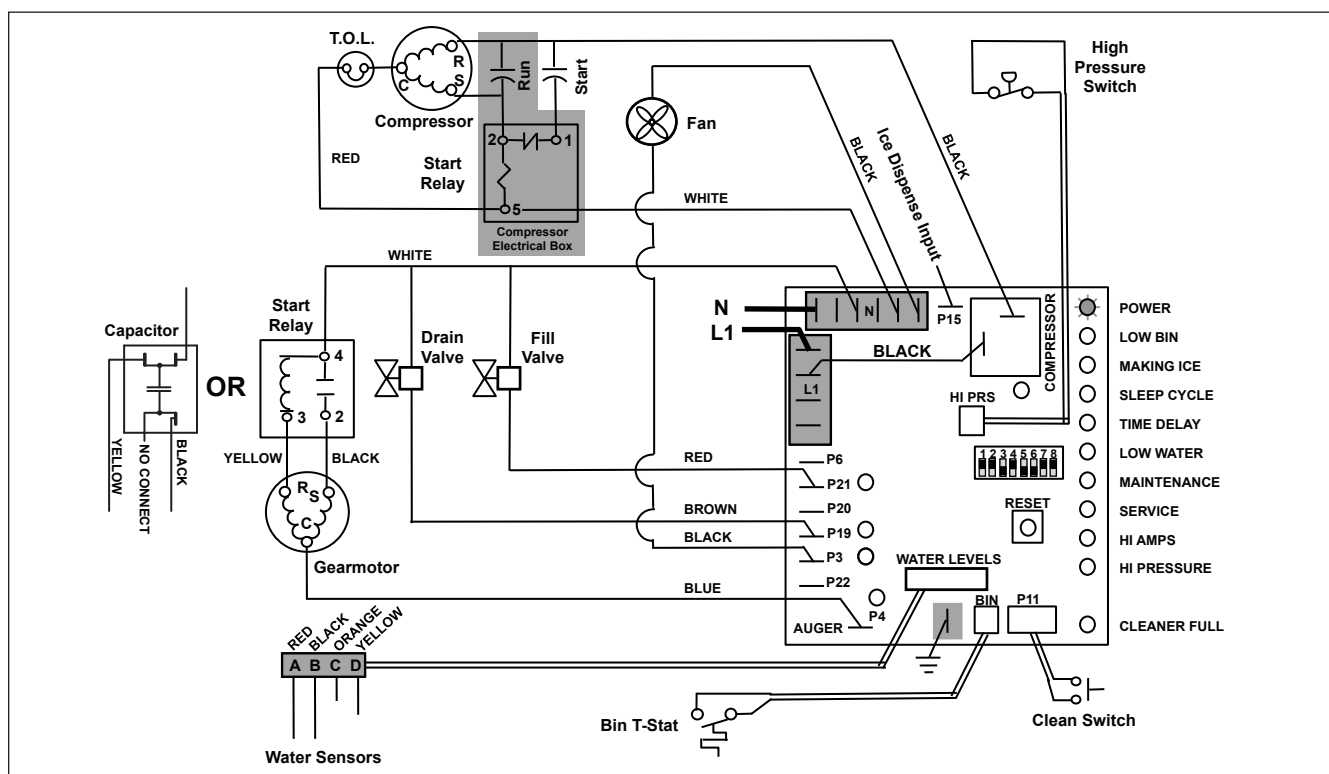 T.O.L.
R
S
C
Compressor
Run
Start
High
Pressure
Switch
Fan
2
1
RED
Start
Relay
5
Compressor
Electrical Box
WHITE
BLACK
Ice Dispense Input
BLACK
WHITE
Capacitor
YELLOW
NO CONNECT
BLACK
OR
Start
Relay
4
3
2
YELLOW
BLACK
R
S
C
Gearmotor
Drain
Valve
Fill
Valve
N
L1
N
L1
P15
BLACK
COMPRESSOR
HI PRS
1 2 3 4 5 6 7 8
RESET
RED
BROWN
BLACK
BLUE
P6
P21
P20
P19
P3
P22
P4
AUGER
WATER LEVELS
BIN
P11
POWER
LOW BIN
MAKING ICE
SLEEP CYCLE
TIME DELAY
LOW WATER
MAINTENANCE
SERVICE
HI AMPS
HI PRESSURE
CLEANER FULL
RED
BLACK
ORANGE
YELLOW
A B C D
Water Sensors
Bin T-Stat
Clean Switch